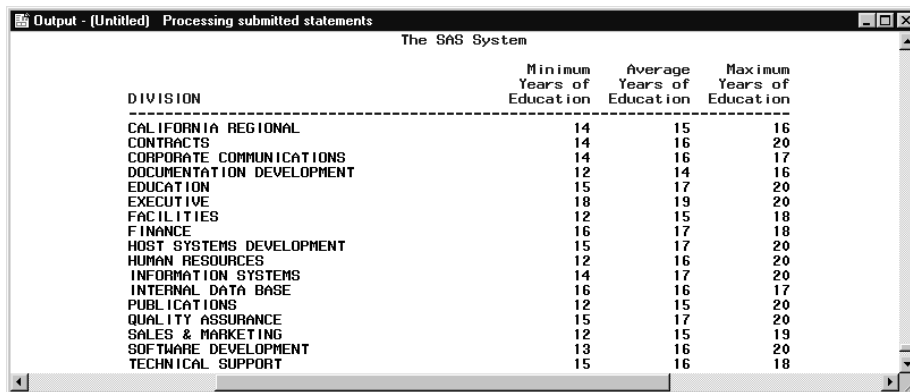 Output - (Untitled) Processing submitted statements
The SAS System
Minimum Average Maximum
Years of Years of Years of
DIVISION Education Education Education
CALIFORNIA REGIONAL 14 15 16
CONTRACTS 14 16 20
CORPORATE COMMUNICATIONS 14 16 17
DOCUMENTATION DEVELOPMENT 12 14 16
EDUCATION 15 17 20
EXECUTIVE 18 19 20
FACILITIES 12 15 18
FINANCE 16 17 18
HOST SYSTEMS DEVELOPMENT 15 17 20
HUMAN RESOURCES 12 16 20
INFORMATION SYSTEMS 14 17 20
INTERNAL DATA BASE 16 16 17
PUBLICATIONS 12 15 20
QUALITY ASSURANCE 15 17 20
SALES & MARKETING 12 15 19
SOFTWARE DEVELOPMENT 13 16 20
TECHNICAL SUPPORT 15 16 18